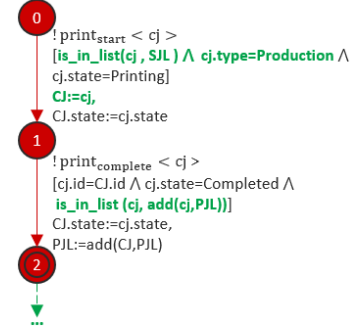 0
! print_start < cj >
[is_in_list(cj , SJL ) Λ cj.type=Production Λ
cj.state=Printing]
CJ:=cj,
CJ.state:=cj.state
1
! print_complete < cj >
[cj.id=CJ.id Λ cj.state=Completed Λ
is_in_list (cj, add(cj,PJL))]
CJ.state:=cj.state,
PJL:=add(CJ,PJL)
2
...